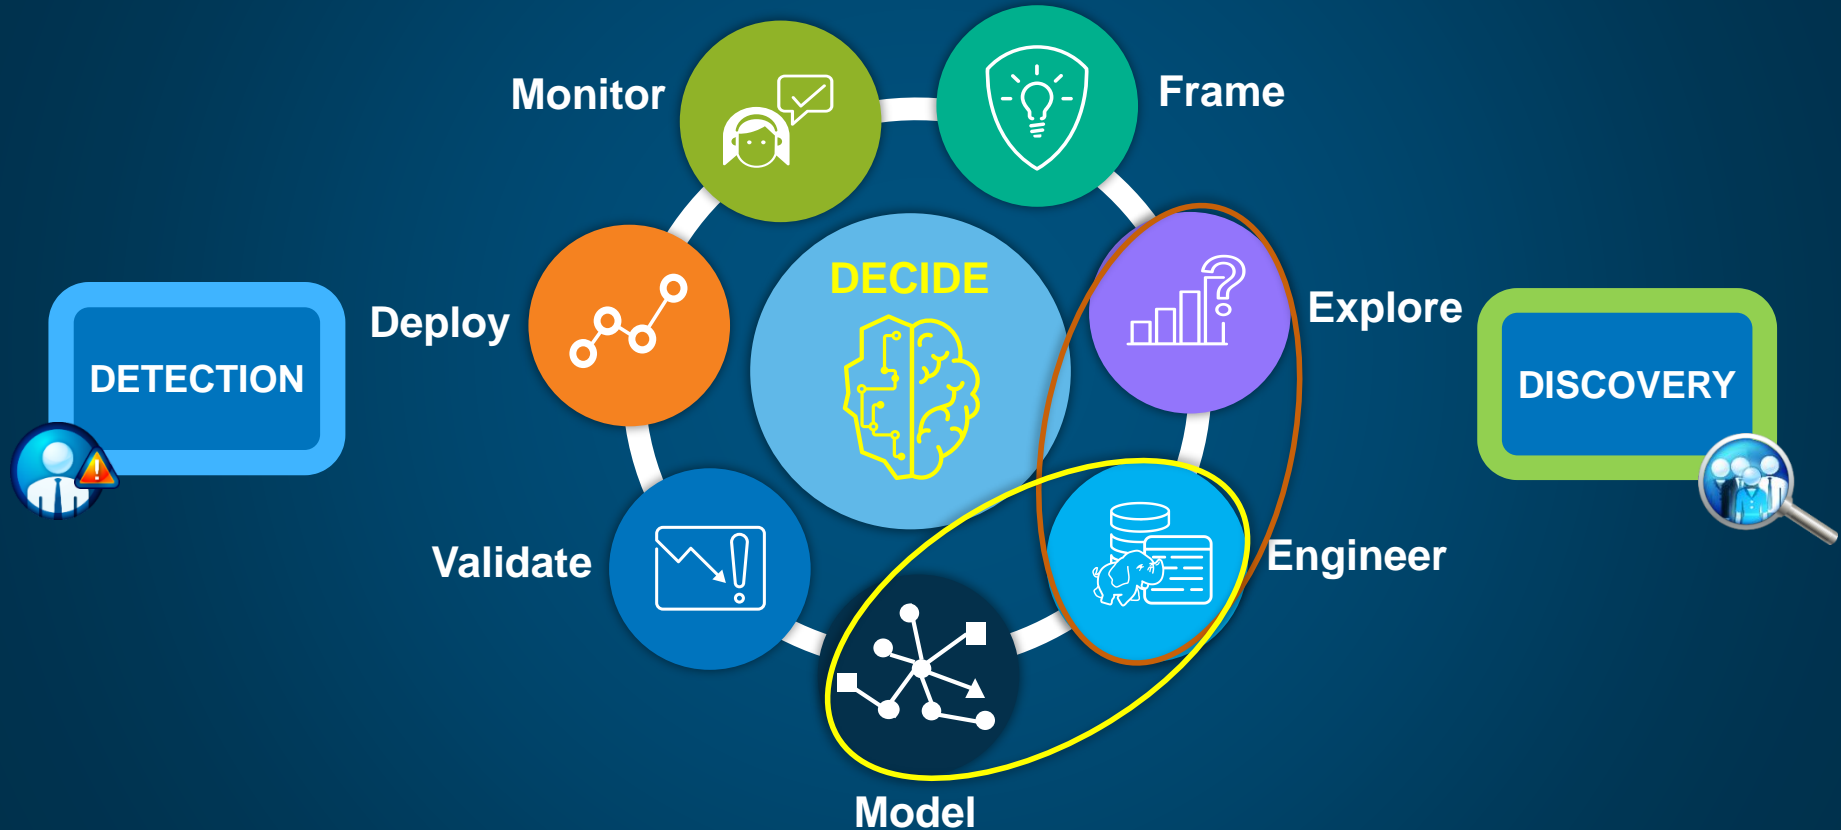 Monitor
Frame
DECIDE
Deploy
Explore
DETECTION
DISCOVERY
Validate
Engineer
Model